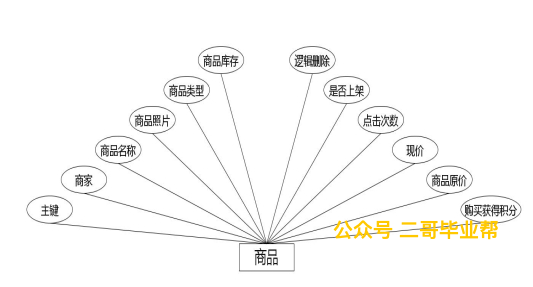 商品库存
逻辑删除
商品类型
是否上架
商品照片
点击次数
商品名称
现价
商家
商品原价
主键
购买获得积分
公众号 二哥毕业帮
商品